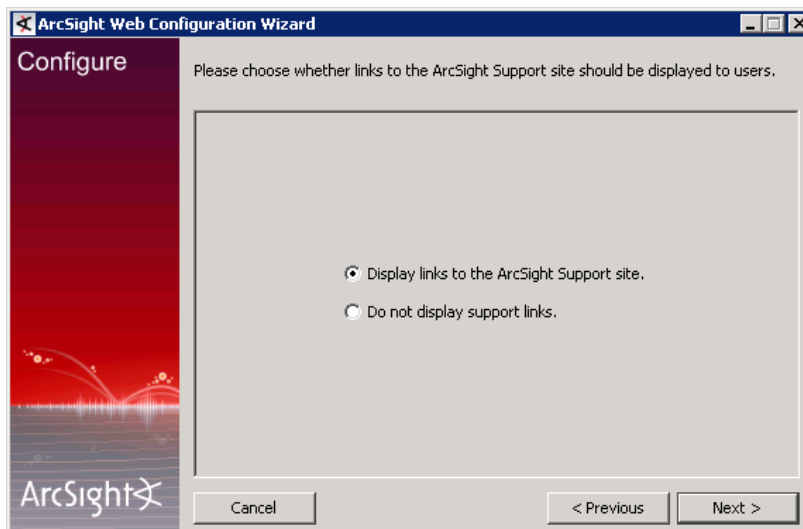 ArcSight Web Configuration Wizard
Configure
Please choose whether links to the ArcSight Support site should be displayed to users.
Display links to the ArcSight Support site.
Do not display support links.
ArcSight
Cancel
< Previous
Next >